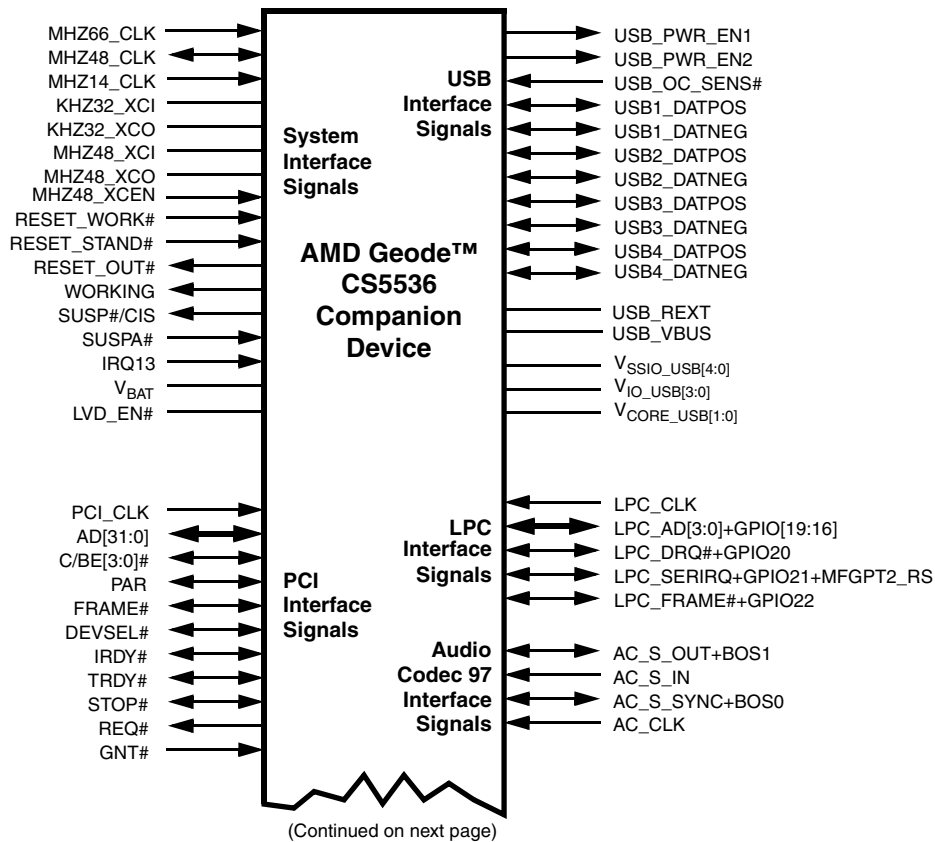 MHZ66_CLK
MHZ48_CLK
MHZ14_CLK
KHZ32_XCI
KHZ32_XCO
MHZ48_XCI
MHZ48_XCO
MHZ48_XCEN
RESET_WORK#
RESET_STAND#
RESET_OUT#
WORKING
SUSP#/CIS
SUSPA#
IRQ13
VBAT
LVD_EN#
System
Interface
Signals
PCI_CLK
AD[31:0]
C/BE[3:0]#
PAR
FRAME#
DEVSEL#
IRDY#
TRDY#
STOP#
REQ#
GNT#
PCI
Interface
Signals
AMD Geode™
CS5536
Companion
Device
USB
Interface
Signals
USB_PWR_EN1
USB_PWR_EN2
USB_OC_SENS#
USB1_DATPOS
USB1_DATNEG
USB2_DATPOS
USB2_DATNEG
USB3_DATPOS
USB3_DATNEG
USB4_DATPOS
USB4_DATNEG
USB_REXT
USB_VBUS
VSSIO_USB[4:0]
VIO_USB[3:0]
VCORE_USB[1:0]
LPC
Interface
Signals
LPC_CLK
LPC_AD[3:0]+GPIO[19:16]
LPC_DRQ#+GPIO20
LPC_SERIRQ+GPIO21+MFGPT2_RS
LPC_FRAME#+GPIO22
Audio
Codec 97
Interface
Signals
AC_S_OUT+BOS1
AC_S_IN
AC_S_SYNC+BOS0
AC_CLK
(Continued on next page)